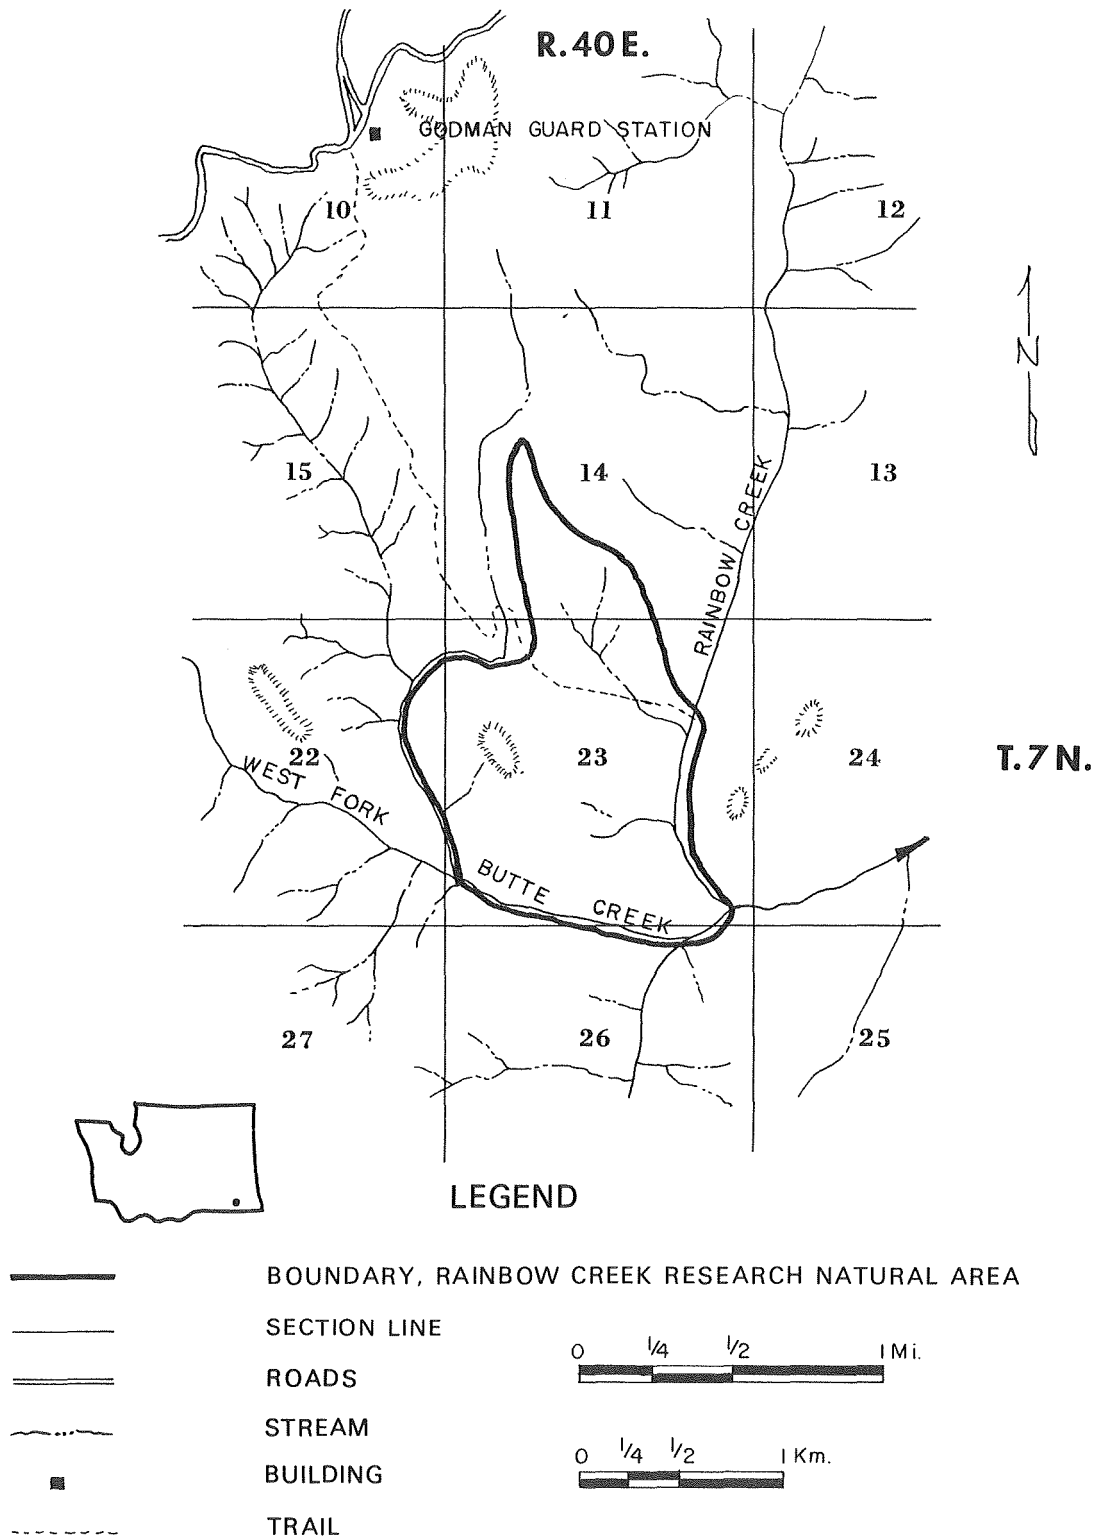 R. 40 E.
GODMAN GUARD STATION
10
11
12
N
15
14
13
RAINBOW CREEK
22
23
24
T. 7 N.
WEST FORK
BUTTE CREEK
27
26
25
LEGEND
BOUNDARY, RAINBOW CREEK RESEARCH NATURAL AREA
SECTION LINE
0 1/4 1/2 1 Mi.
ROADS
STREAM
0 1/4 1/2 1 Km.
BUILDING
TRAIL